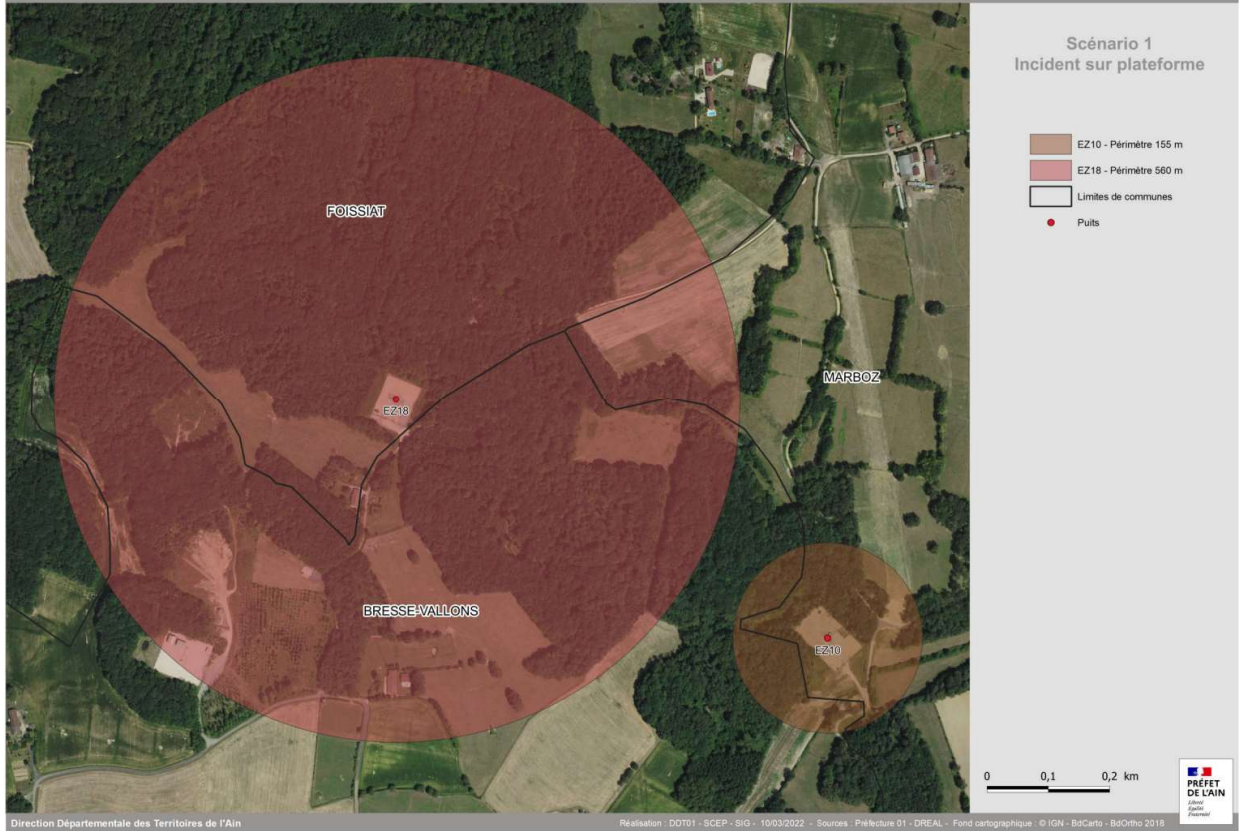 Scénario 1
Incident sur plateforme
EZ10 - Périmètre 155 m
EZ18 - Périmètre 560 m
Limites de communes
Puits
FOISSIAT
MARBOZ
EZ18
BRESSE-VALLONS
EZ10
0 0,1 0,2 km
PRÉFET
DE L'AIN
Liberté
Égalité
Fraternité
Direction Départementale des Territoires de l'Ain
Réalisation : DDT01 - SCEP - SIG - 10/03/2022 - Sources : Préfecture 01 - DREAL - Fond cartographique : © IGN - BdCarto - BdOrtho 2018